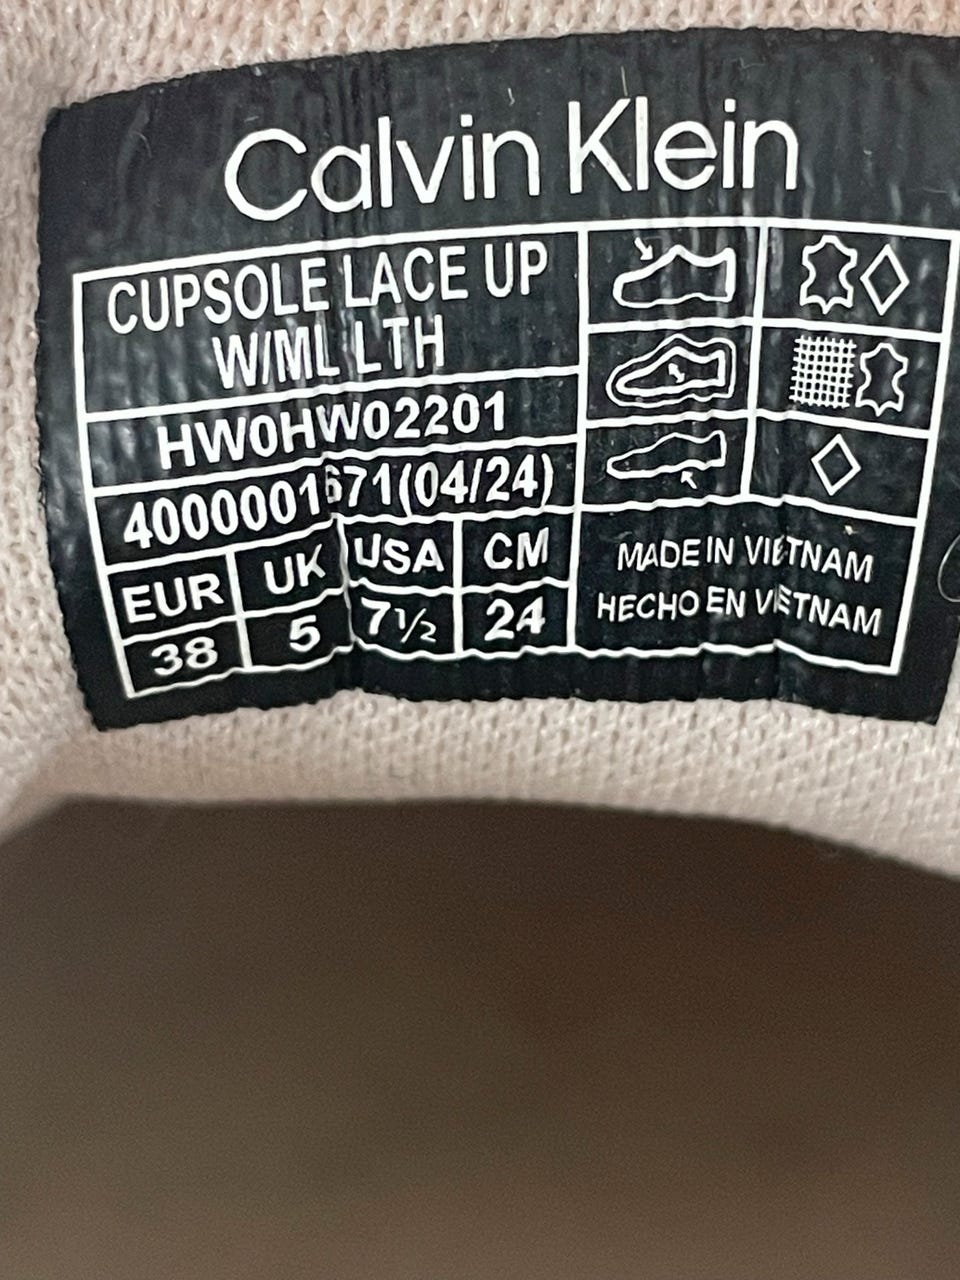 Calvin Klein
CUPSOLE LACE UP
W/ML LTH
HW0HW02201
4000001671(04/24)
EUR UK USA CM
38 5 7½ 24
MADE IN VIETNAM
HECHO EN VIETNAM